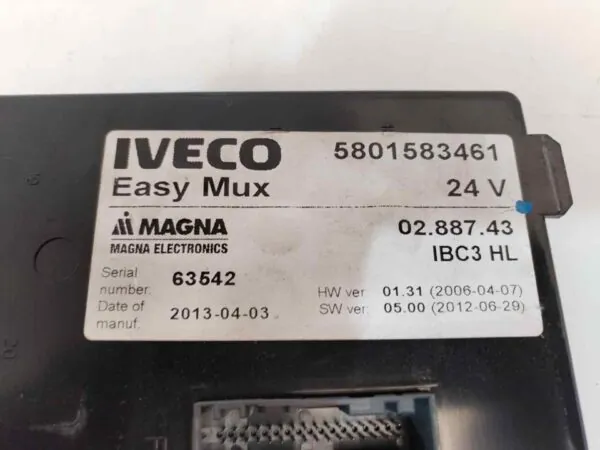 IVECO 5801583461
Easy Mux 24 V
MAGNA 02.887.43
MAGNA ELECTRONICS IBC3 HL
Serial number: 63542
HW ver: 01.31 (2006-04-07)
Date of manuf. 2013-04-03
SW ver: 05.00 (2012-06-29)